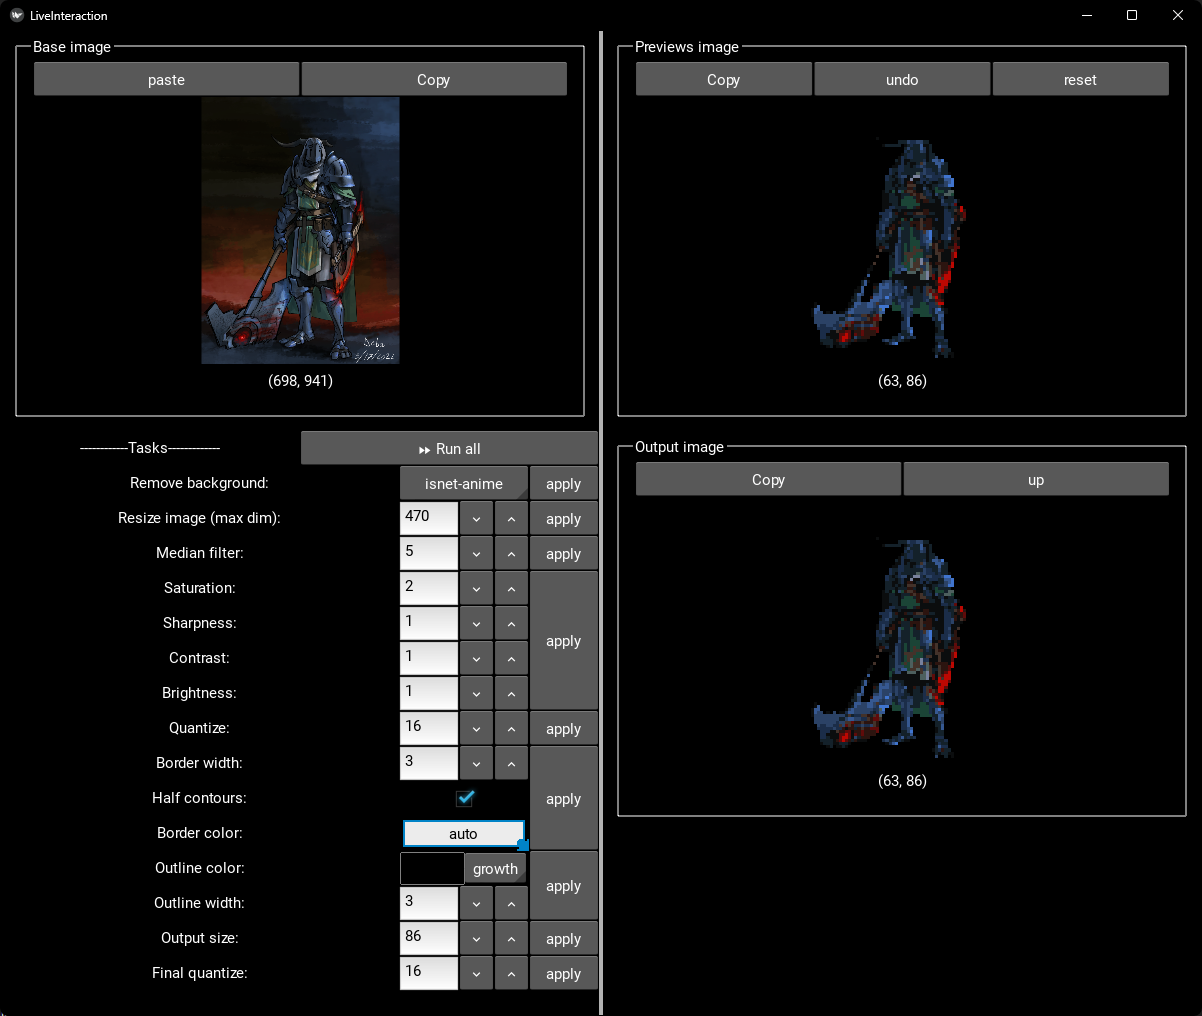 LiveInteraction
Base image
paste
Copy
(698, 941)
------------Tasks-------------
Run all
Remove background:
isnet-anime
apply
Resize image (max dim):
470
apply
Median filter:
5
apply
Saturation:
2
Sharpness:
1
apply
Contrast:
1
Brightness:
1
Quantize:
16
apply
Border width:
3
Half contours:
apply
Border color:
auto
Outline color:
growth
apply
Outline width:
3
Output size:
86
apply
Final quantize:
16
apply
Previews image
Copy
undo
reset
(63, 86)
Output image
Copy
up
(63, 86)